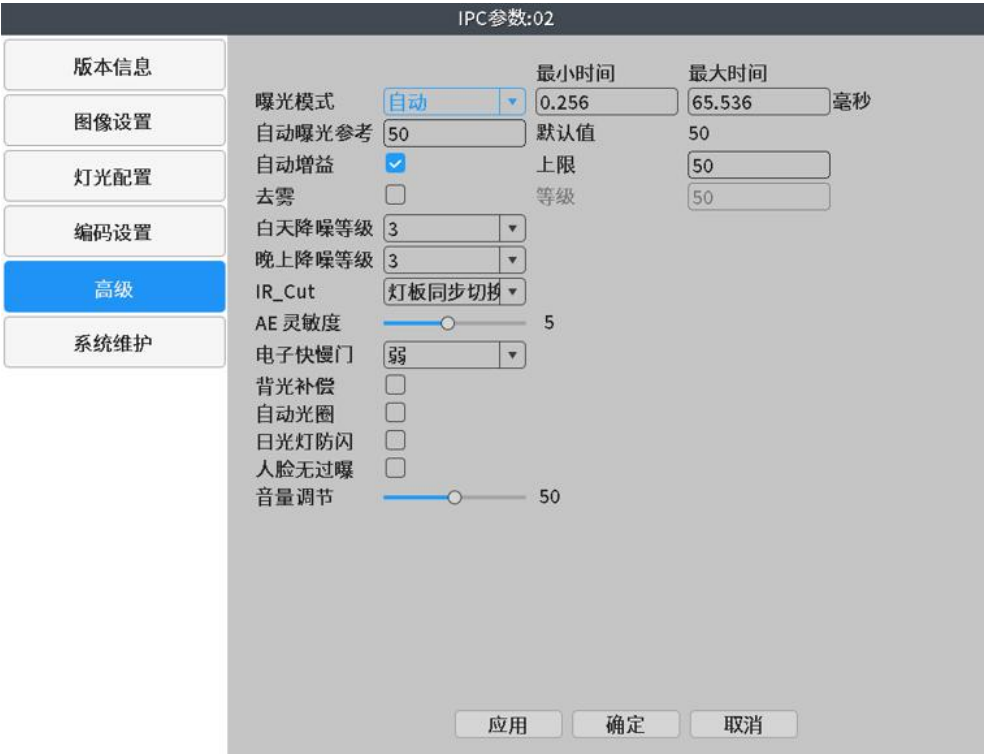 IPC参数:02
版本信息
图像设置
灯光配置
编码设置
高级
系统维护
最小时间 最大时间
曝光模式 自动 0.256 65.536 毫秒
自动曝光参考 50 默认值 50
自动增益 上限 50
去雾 等级 50
白天降噪等级 3
晚上降噪等级 3
IR_Cut 灯板同步切换
AE 灵敏度 5
电子快慢门 弱
背光补偿
自动光圈
日光灯防闪
人脸无过曝
音量调节 50
应用 确定 取消